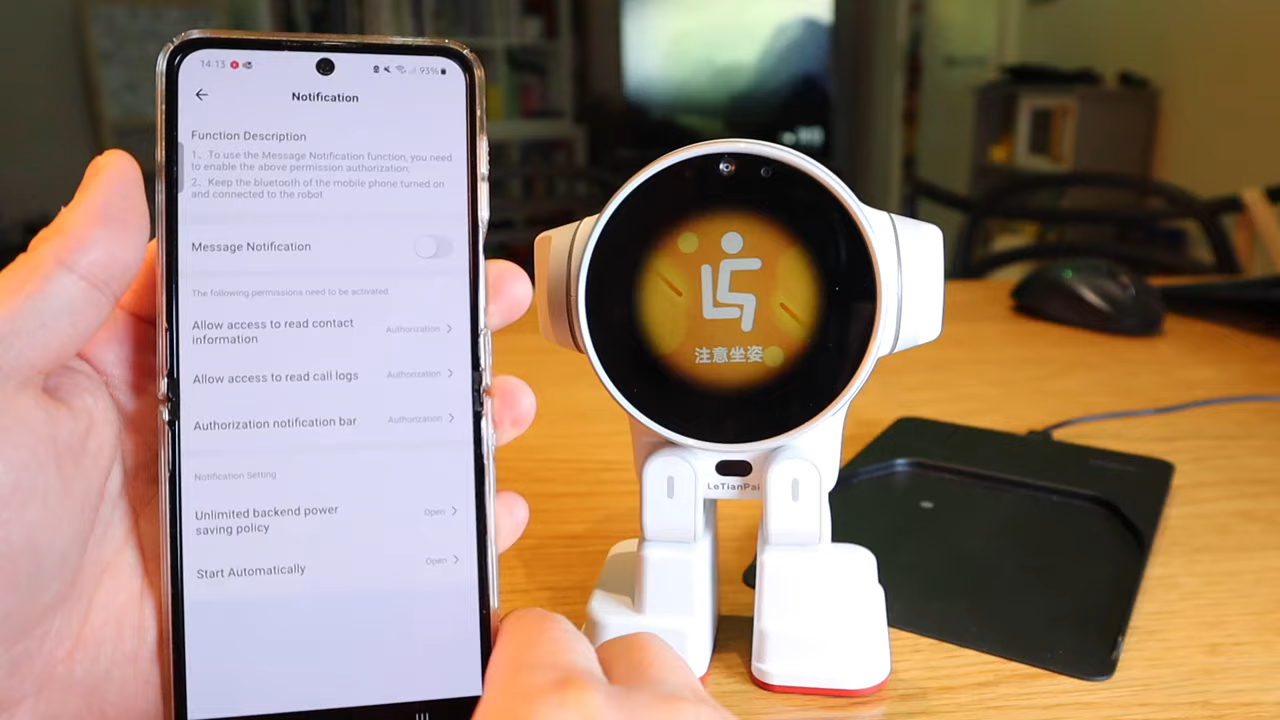 14:13
93%
Notification
Function Description
1、To use the Message Notification function, you need
to enable the above permission authorization;
2、Keep the bluetooth of the mobile phone turned on
and connected to the robot
Message Notification
The following permissions need to be activated
Allow access to read contact
information
Authorization
Allow access to read call logs
Authorization
Authorization notification bar
Authorization
Notification Setting
Unlimited backend power
saving policy
Open
Start Automatically
Open
注意坐姿
LeTianPai